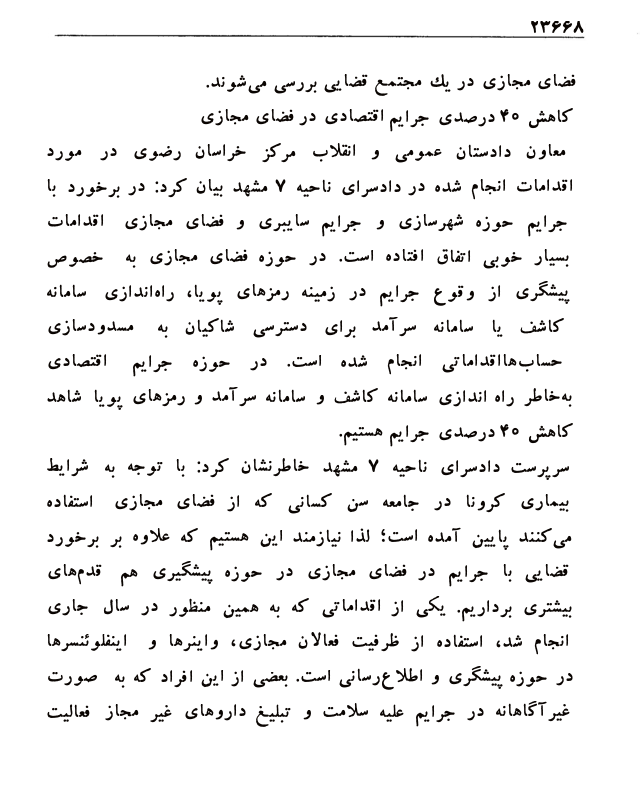 ۲۳۶۶۸
فضای مجازی در یك مجتمع قضایی بررسی می‌شوند.
کاهش ۴۰ درصدی جرایم اقتصادی در فضای مجازی
معاون دادستان عمومی و انقلاب مرکز خراسان رضوی در مورد
اقدامات انجام شده در دادسرای ناحیه ۷ مشهد بیان کرد: در برخورد با
جرایم حوزه شهرسازی و جرایم سایبری و فضای مجازی اقدامات
بسیار خوبی اتفاق افتاده است. در حوزه فضای مجازی به خصوص
پیشگری از وقوع جرایم در زمینه رمزهای پویا، راه‌اندازی سامانه
کاشف یا سامانه سرآمد برای دسترسی شاکیان به مسدودسازی
حساب‌هااقداماتی انجام شده است. در حوزه جرایم اقتصادی
به‌خاطر راه اندازی سامانه کاشف و سامانه سرآمد و رمزهای پویا شاهد
کاهش ۴۰ درصدی جرایم هستیم.
سرپرست دادسرای ناحیه ۷ مشهد خاطرنشان کرد: با توجه به شرایط
بیماری کرونا در جامعه سن کسانی که از فضای مجازی استفاده
می‌کنند پایین آمده است؛ لذا نیازمند این هستیم که علاوه بر برخورد
قضایی با جرایم در فضای مجازی در حوزه پیشگیری هم قدم‌های
بیشتری برداریم. یکی از اقداماتی که به همین منظور در سال جاری
انجام شد، استفاده از ظرفیت فعالان مجازی، واینرها و اینفلوئنسرها
در حوزه پیشگری و اطلاع‌رسانی است. بعضی از این افراد که به صورت
غیرآگاهانه در جرایم علیه سلامت و تبلیغ داروهای غیر مجاز فعالیت